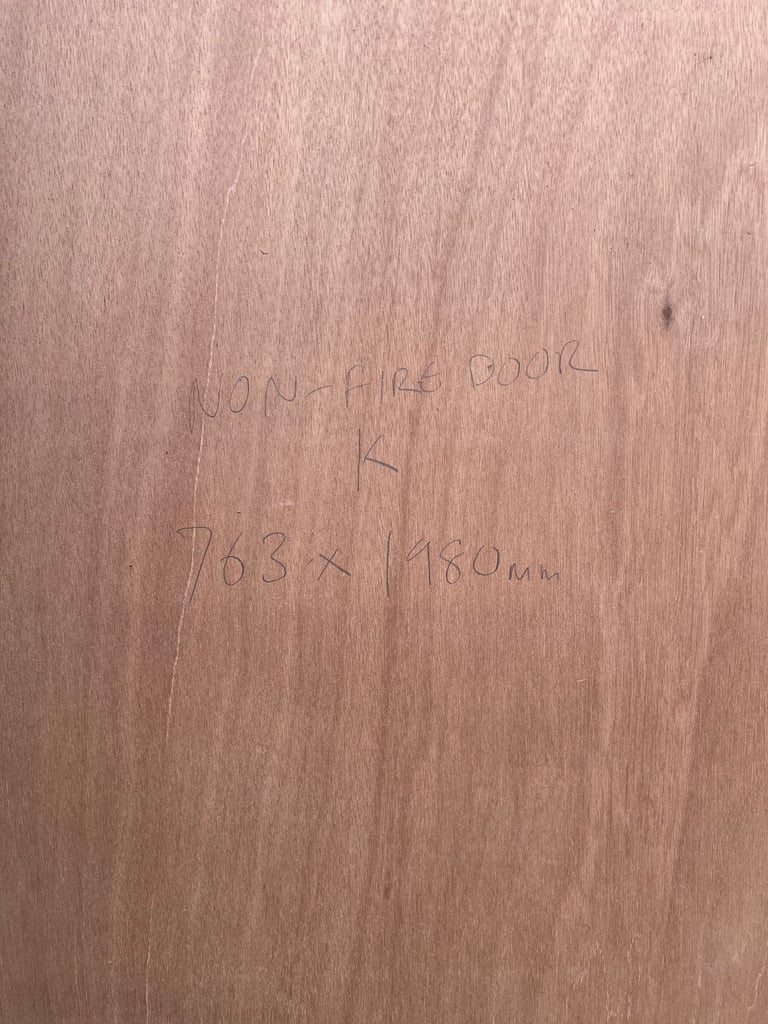 NON-FIRE DOOR
K
763 x 1980mm